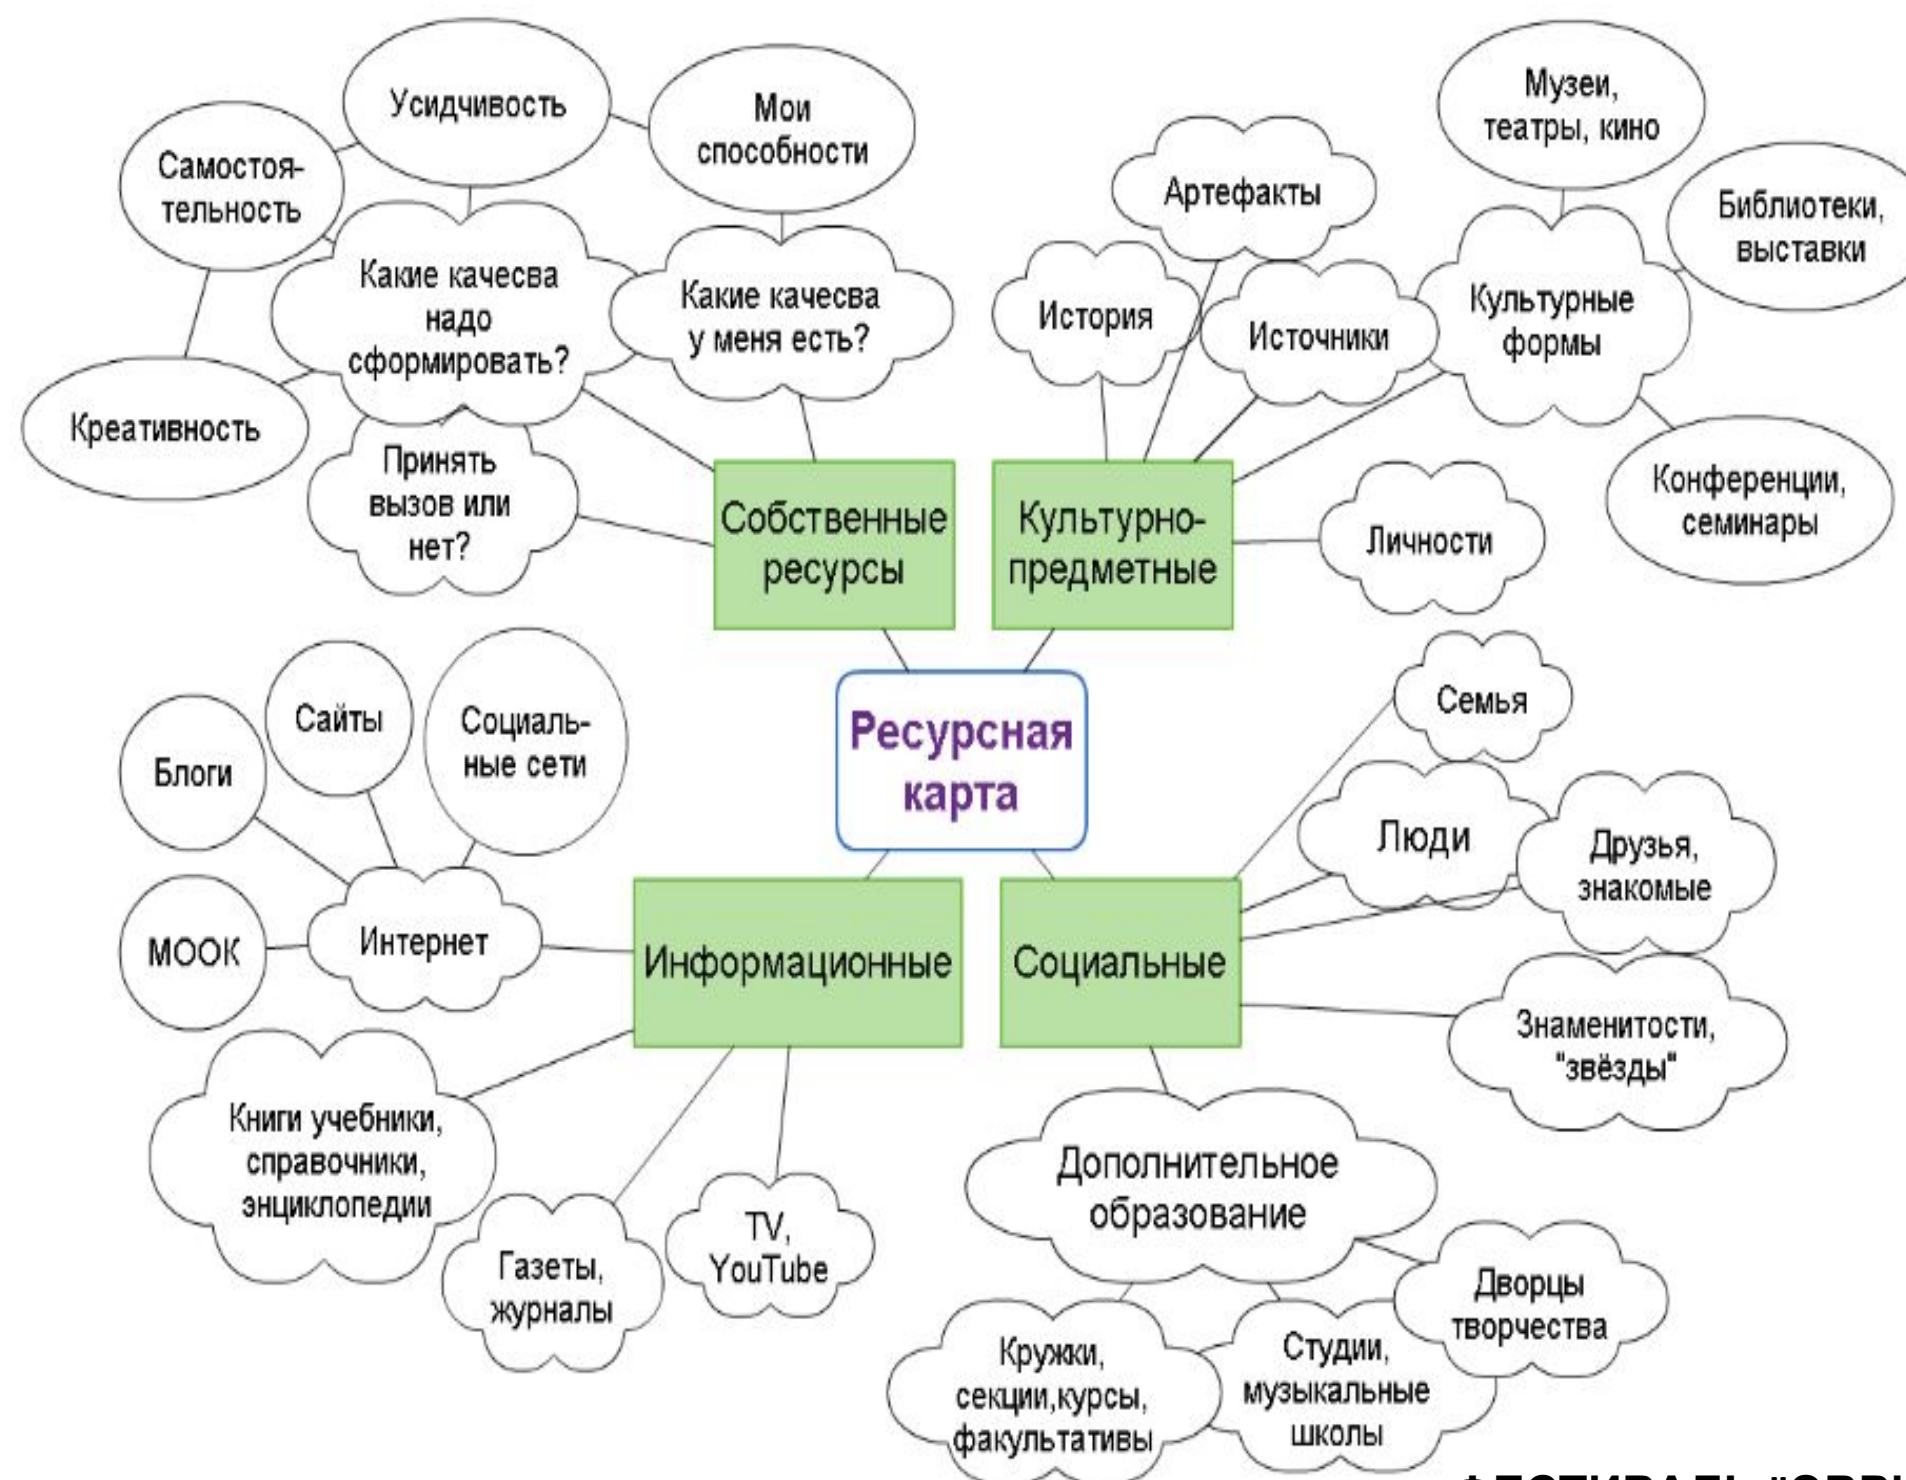 Усидчивость
Мои
способности
Самостоя-
тельность
Какие качесва
надо
сформировать?
Какие качесва
у меня есть?
Креативность
Принять
вызов или
нет?
Собственные
ресурсы
Музеи,
театры, кино
Артефакты
Библиотеки,
выставки
История
Источники
Культурные
формы
Конференции,
семинары
Культурно-
предметные
Личности
Ресурсная
карта
Сайты
Социаль-
ные сети
Блоги
МООК
Интернет
Информационные
Книги учебники,
справочники,
энциклопедии
Газеты,
журналы
TV,
YouTube
Семья
Люди
Друзья,
знакомые
Социальные
Знаменитости,
"звёзды"
Дополнительное
образование
Дворцы
творчества
Кружки,
секции,курсы,
факультативы
Студии,
музыкальные
школы